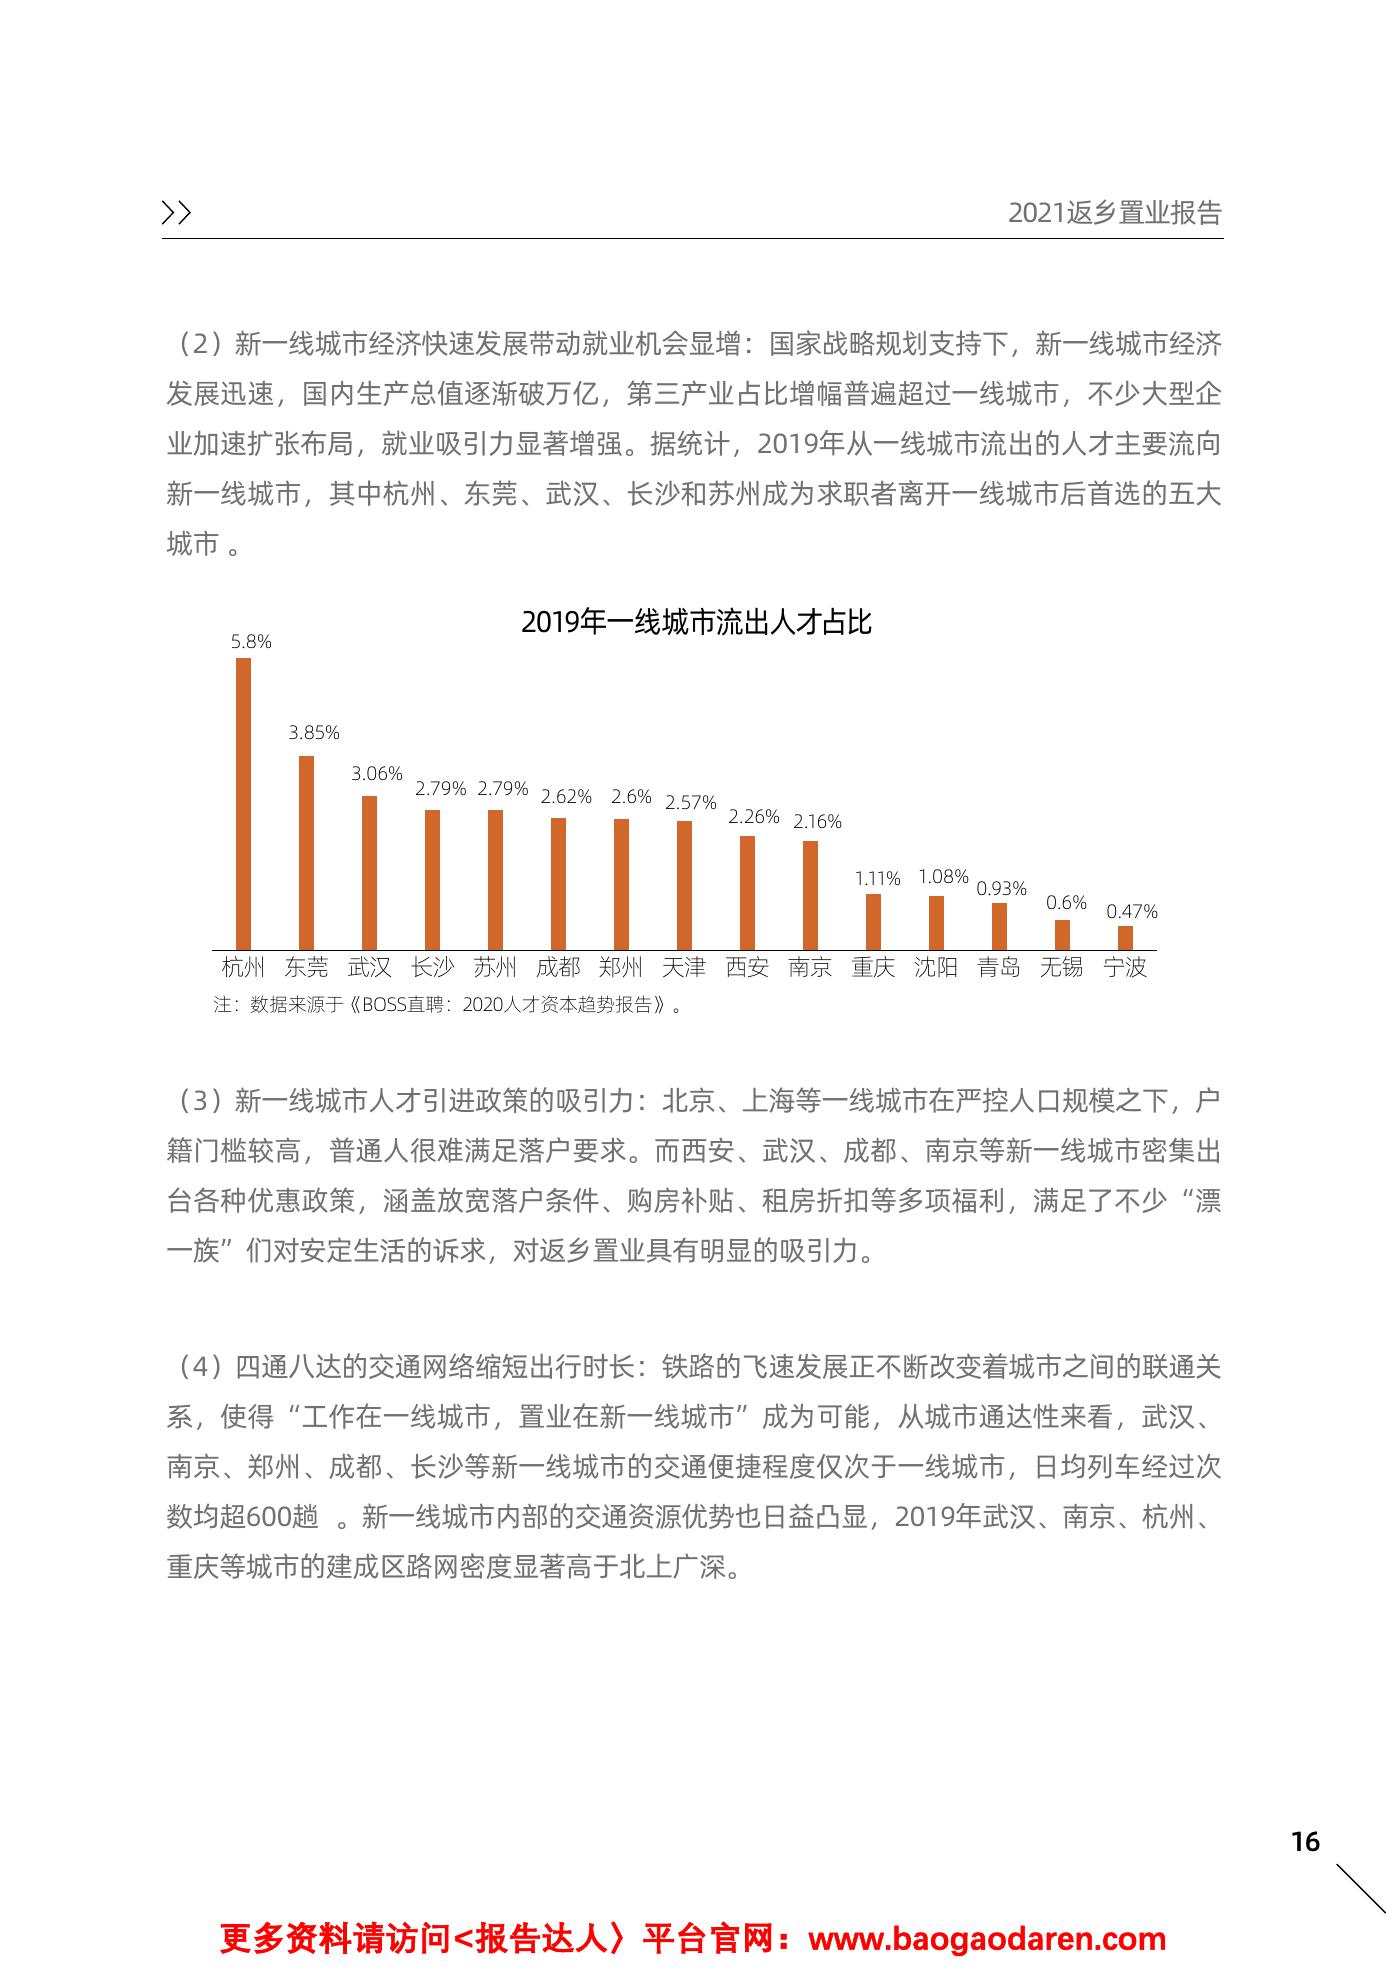 2021返乡置业报告
（2）新一线城市经济快速发展带动就业机会显增：国家战略规划支持下，新一线城市经济
发展迅速，国内生产总值逐渐破万亿，第三产业占比增幅普遍超过一线城市，不少大型企
业加速扩张布局，就业吸引力显著增强。据统计，2019年从一线城市流出的人才主要流向
新一线城市，其中杭州、东莞、武汉、长沙和苏州成为求职者离开一线城市后首选的五大
城市 。
2019年一线城市流出人才占比
5.8% 3.85% 3.06% 2.79% 2.79% 2.62% 2.6% 2.57% 2.26% 2.16% 1.11% 1.08% 0.93% 0.6% 0.47%
杭州 东莞 武汉 长沙 苏州 成都 郑州 天津 西安 南京 重庆 沈阳 青岛 无锡 宁波
注：数据来源于《BOSS直聘：2020人才资本趋势报告》。
（3）新一线城市人才引进政策的吸引力：北京、上海等一线城市在严控人口规模之下，户
籍门槛较高，普通人很难满足落户要求。而西安、武汉、成都、南京等新一线城市密集出
台各种优惠政策，涵盖放宽落户条件、购房补贴、租房折扣等多项福利，满足了不少“漂
一族”们对安定生活的诉求，对返乡置业具有明显的吸引力。
（4）四通八达的交通网络缩短出行时长：铁路的飞速发展正不断改变着城市之间的联通关
系，使得“工作在一线城市，置业在新一线城市”成为可能，从城市通达性来看，武汉、
南京、郑州、成都、长沙等新一线城市的交通便捷程度仅次于一线城市，日均列车经过次
数均超600趟 。新一线城市内部的交通资源优势也日益凸显，2019年武汉、南京、杭州、
重庆等城市的建成区路网密度显著高于北上广深。
16
更多资料请访问<报告达人〉平台官网：www.baogaodaren.com